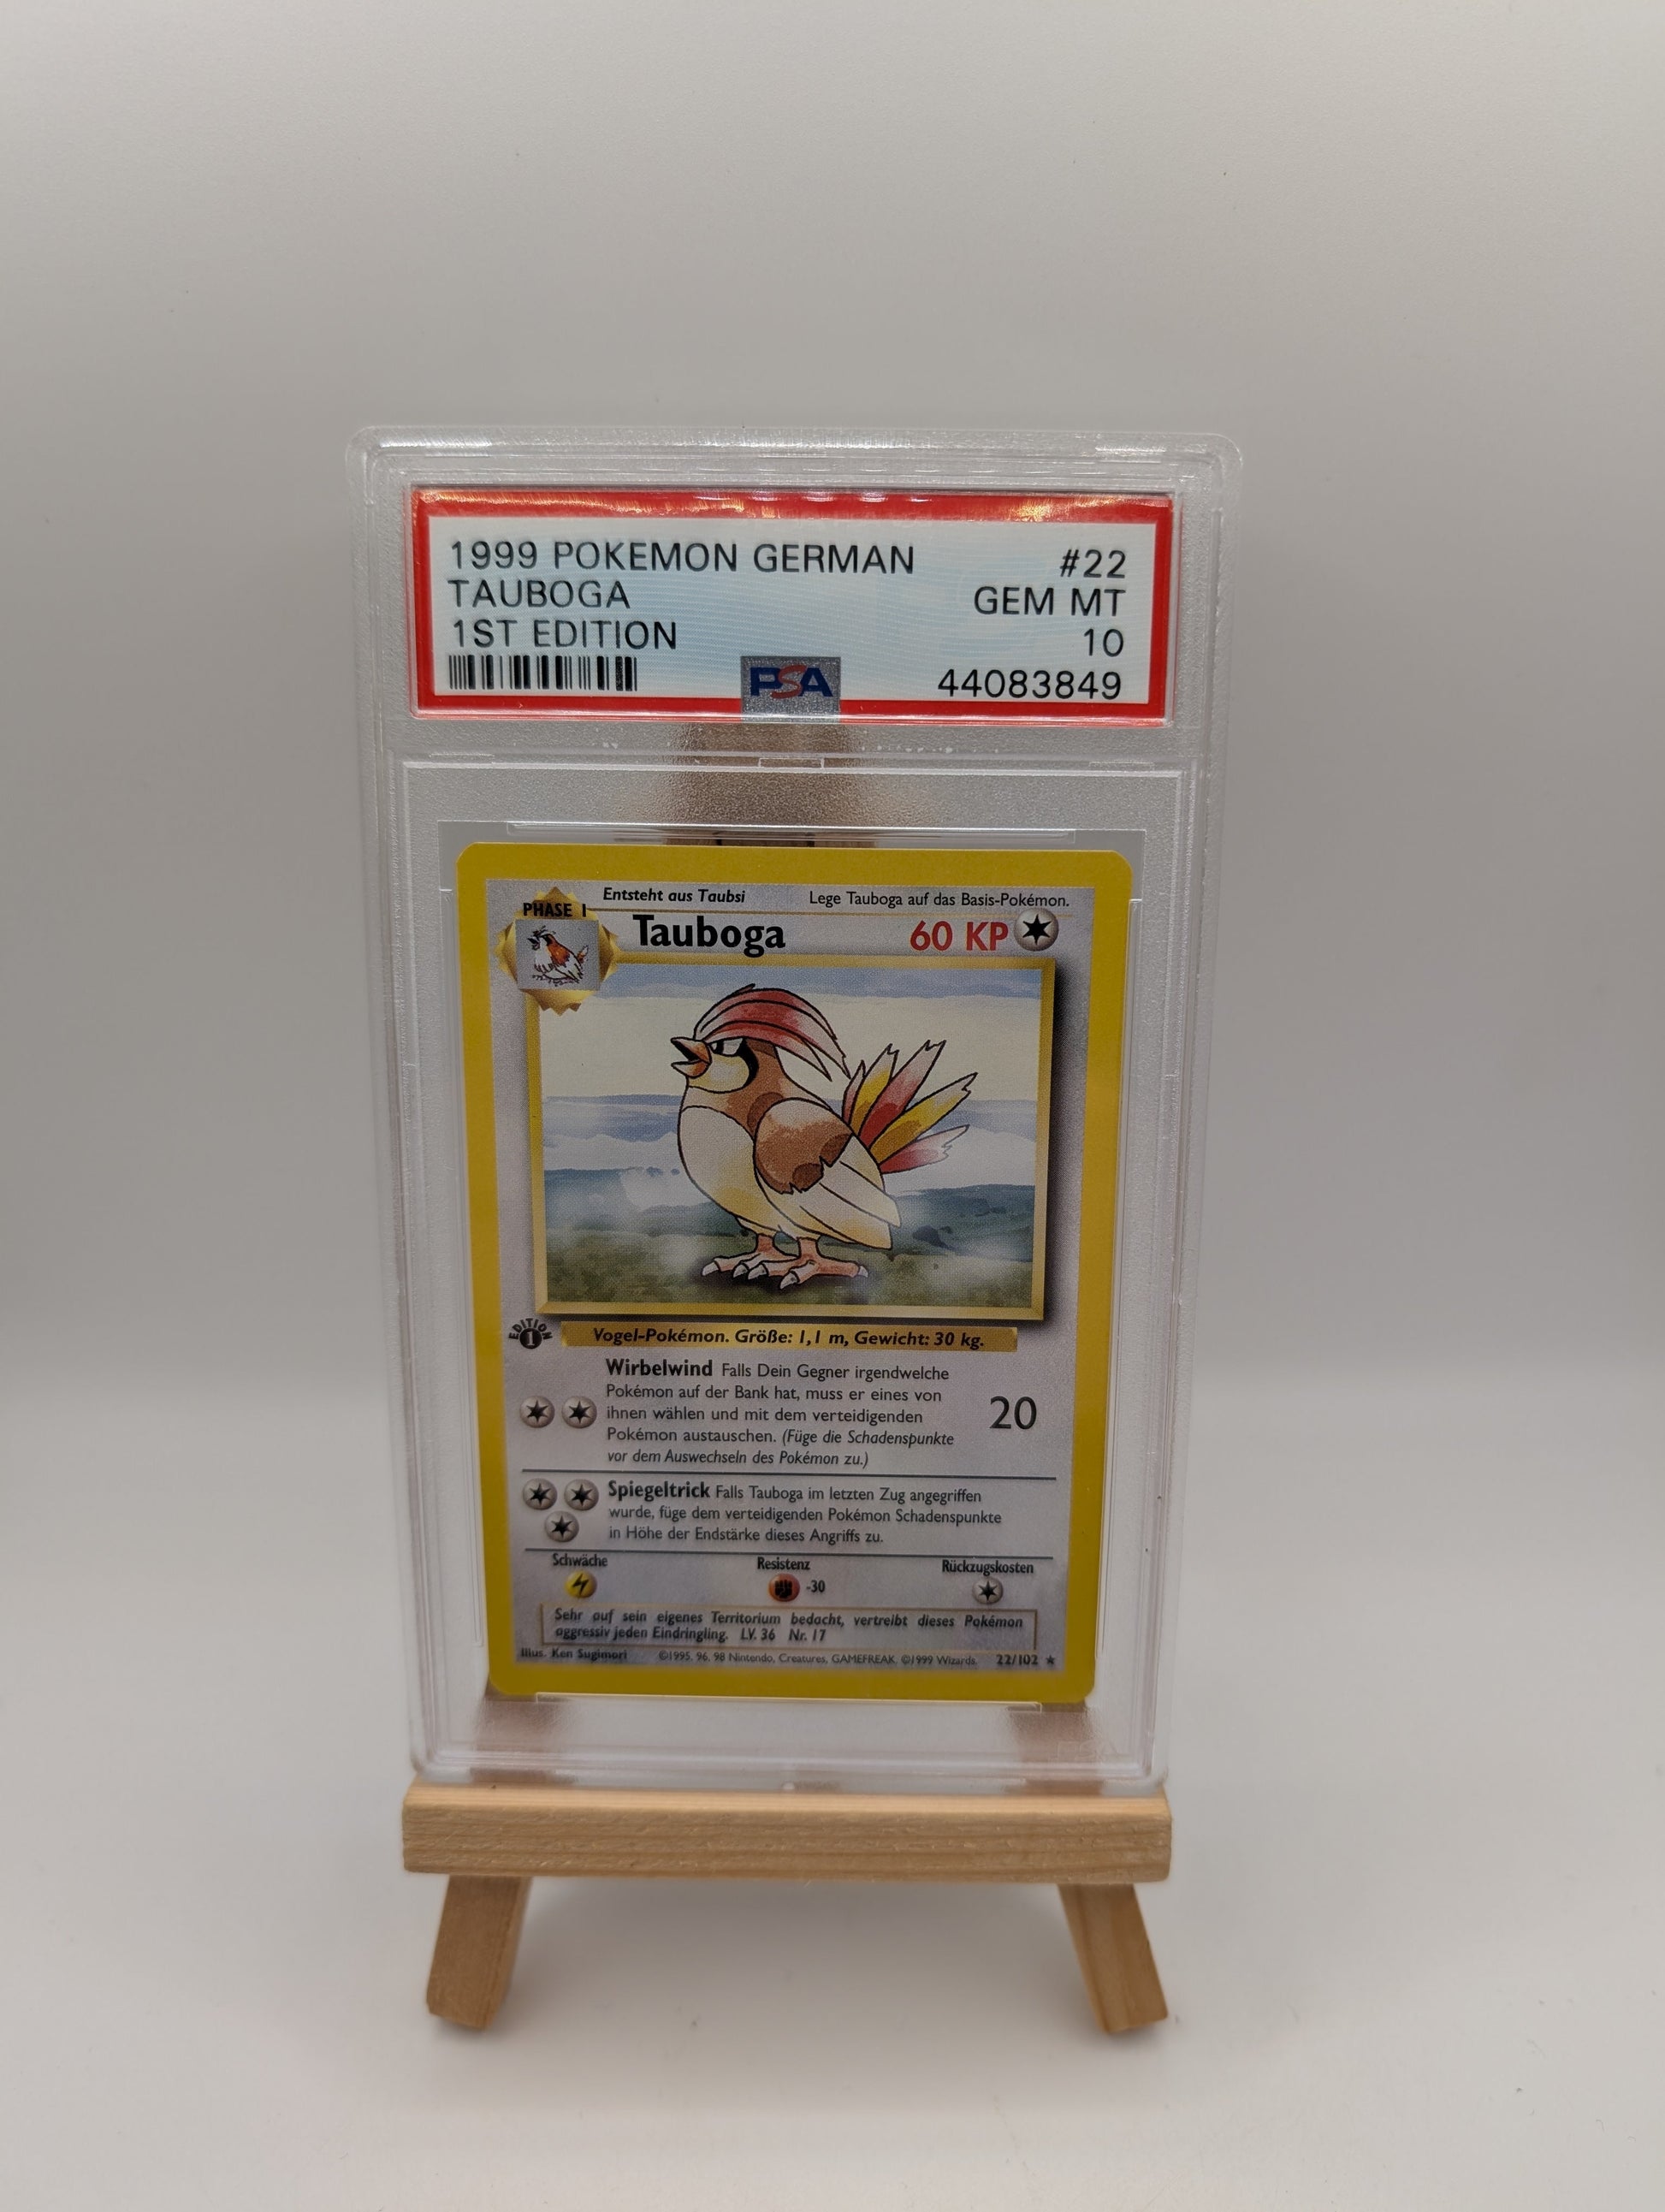 1999 POKEMON GERMAN #22
TAUBOGA GEM MT
1ST EDITION 10
PSA 44083849
Entsteht aus Taubsi Lege Tauboga auf das Basis-Pokémon.
PHASE 1
Tauboga 60 KP
EDITION 1
Vogel-Pokémon. Größe: 1,1 m, Gewicht: 30 kg.
Wirbelwind Falls Dein Gegner irgendwelche
Pokémon auf der Bank hat, muss er eines von
ihnen wählen und mit dem verteidigenden 20
Pokémon austauschen. (Füge die Schadenspunkte
vor dem Auswechseln des Pokémon zu.)
Spiegeltrick Falls Tauboga im letzten Zug angegriffen
wurde, füge dem verteidigenden Pokémon Schadenspunkte
in Höhe der Endstärke dieses Angriffs zu.
Schwäche Resistenz Rückzugskosten
-30
Sehr auf sein eigenes Territorium bedacht, vertreibt dieses Pokémon
aggressiv jeden Eindringling. LV. 36 Nr. 17
Illus. Ken Sugimori ©1995, 96, 98 Nintendo, Creatures, GAMEFREAK. ©1999 Wizards. 22/102 ★